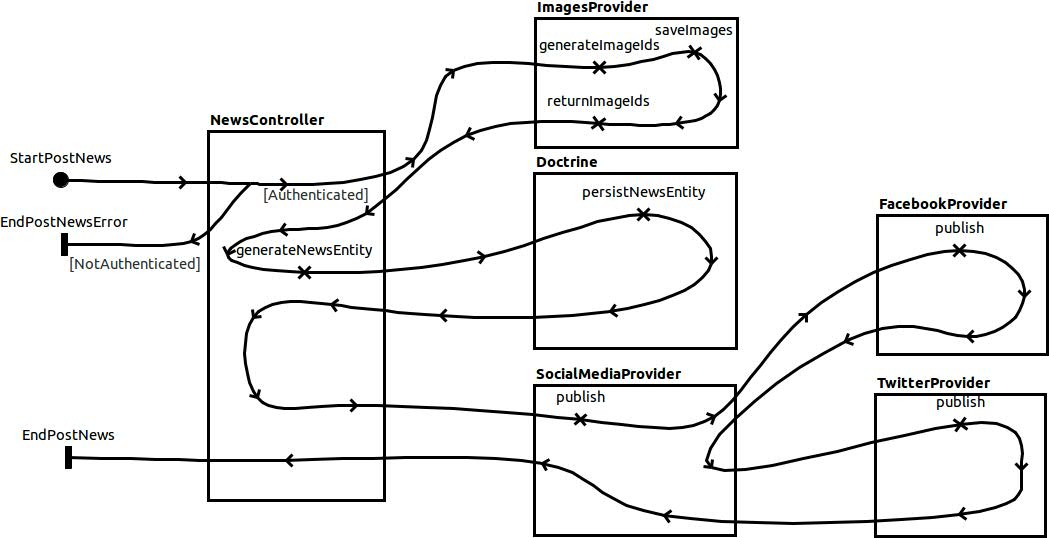 ImagesProvider
saveImages
generateImageIds
returnImageIds
NewsController
StartPostNews
[Authenticated]
EndPostNewsError
[NotAuthenticated]
generateNewsEntity
Doctrine
persistNewsEntity
FacebookProvider
publish
SocialMediaProvider
publish
TwitterProvider
publish
EndPostNews